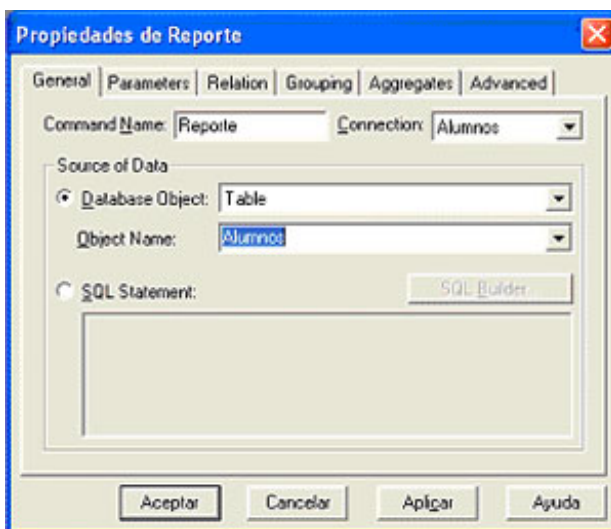 Propiedades de Reporte
General Parameters Relation Grouping Aggregates Advanced
Command Name: Reporte Connection: Alumnos
Source of Data
Database Object: Table
Object Name: Alumnos
SQL Statement: SQL Builder
Aceptar Cancelar Aplicar Ayuda